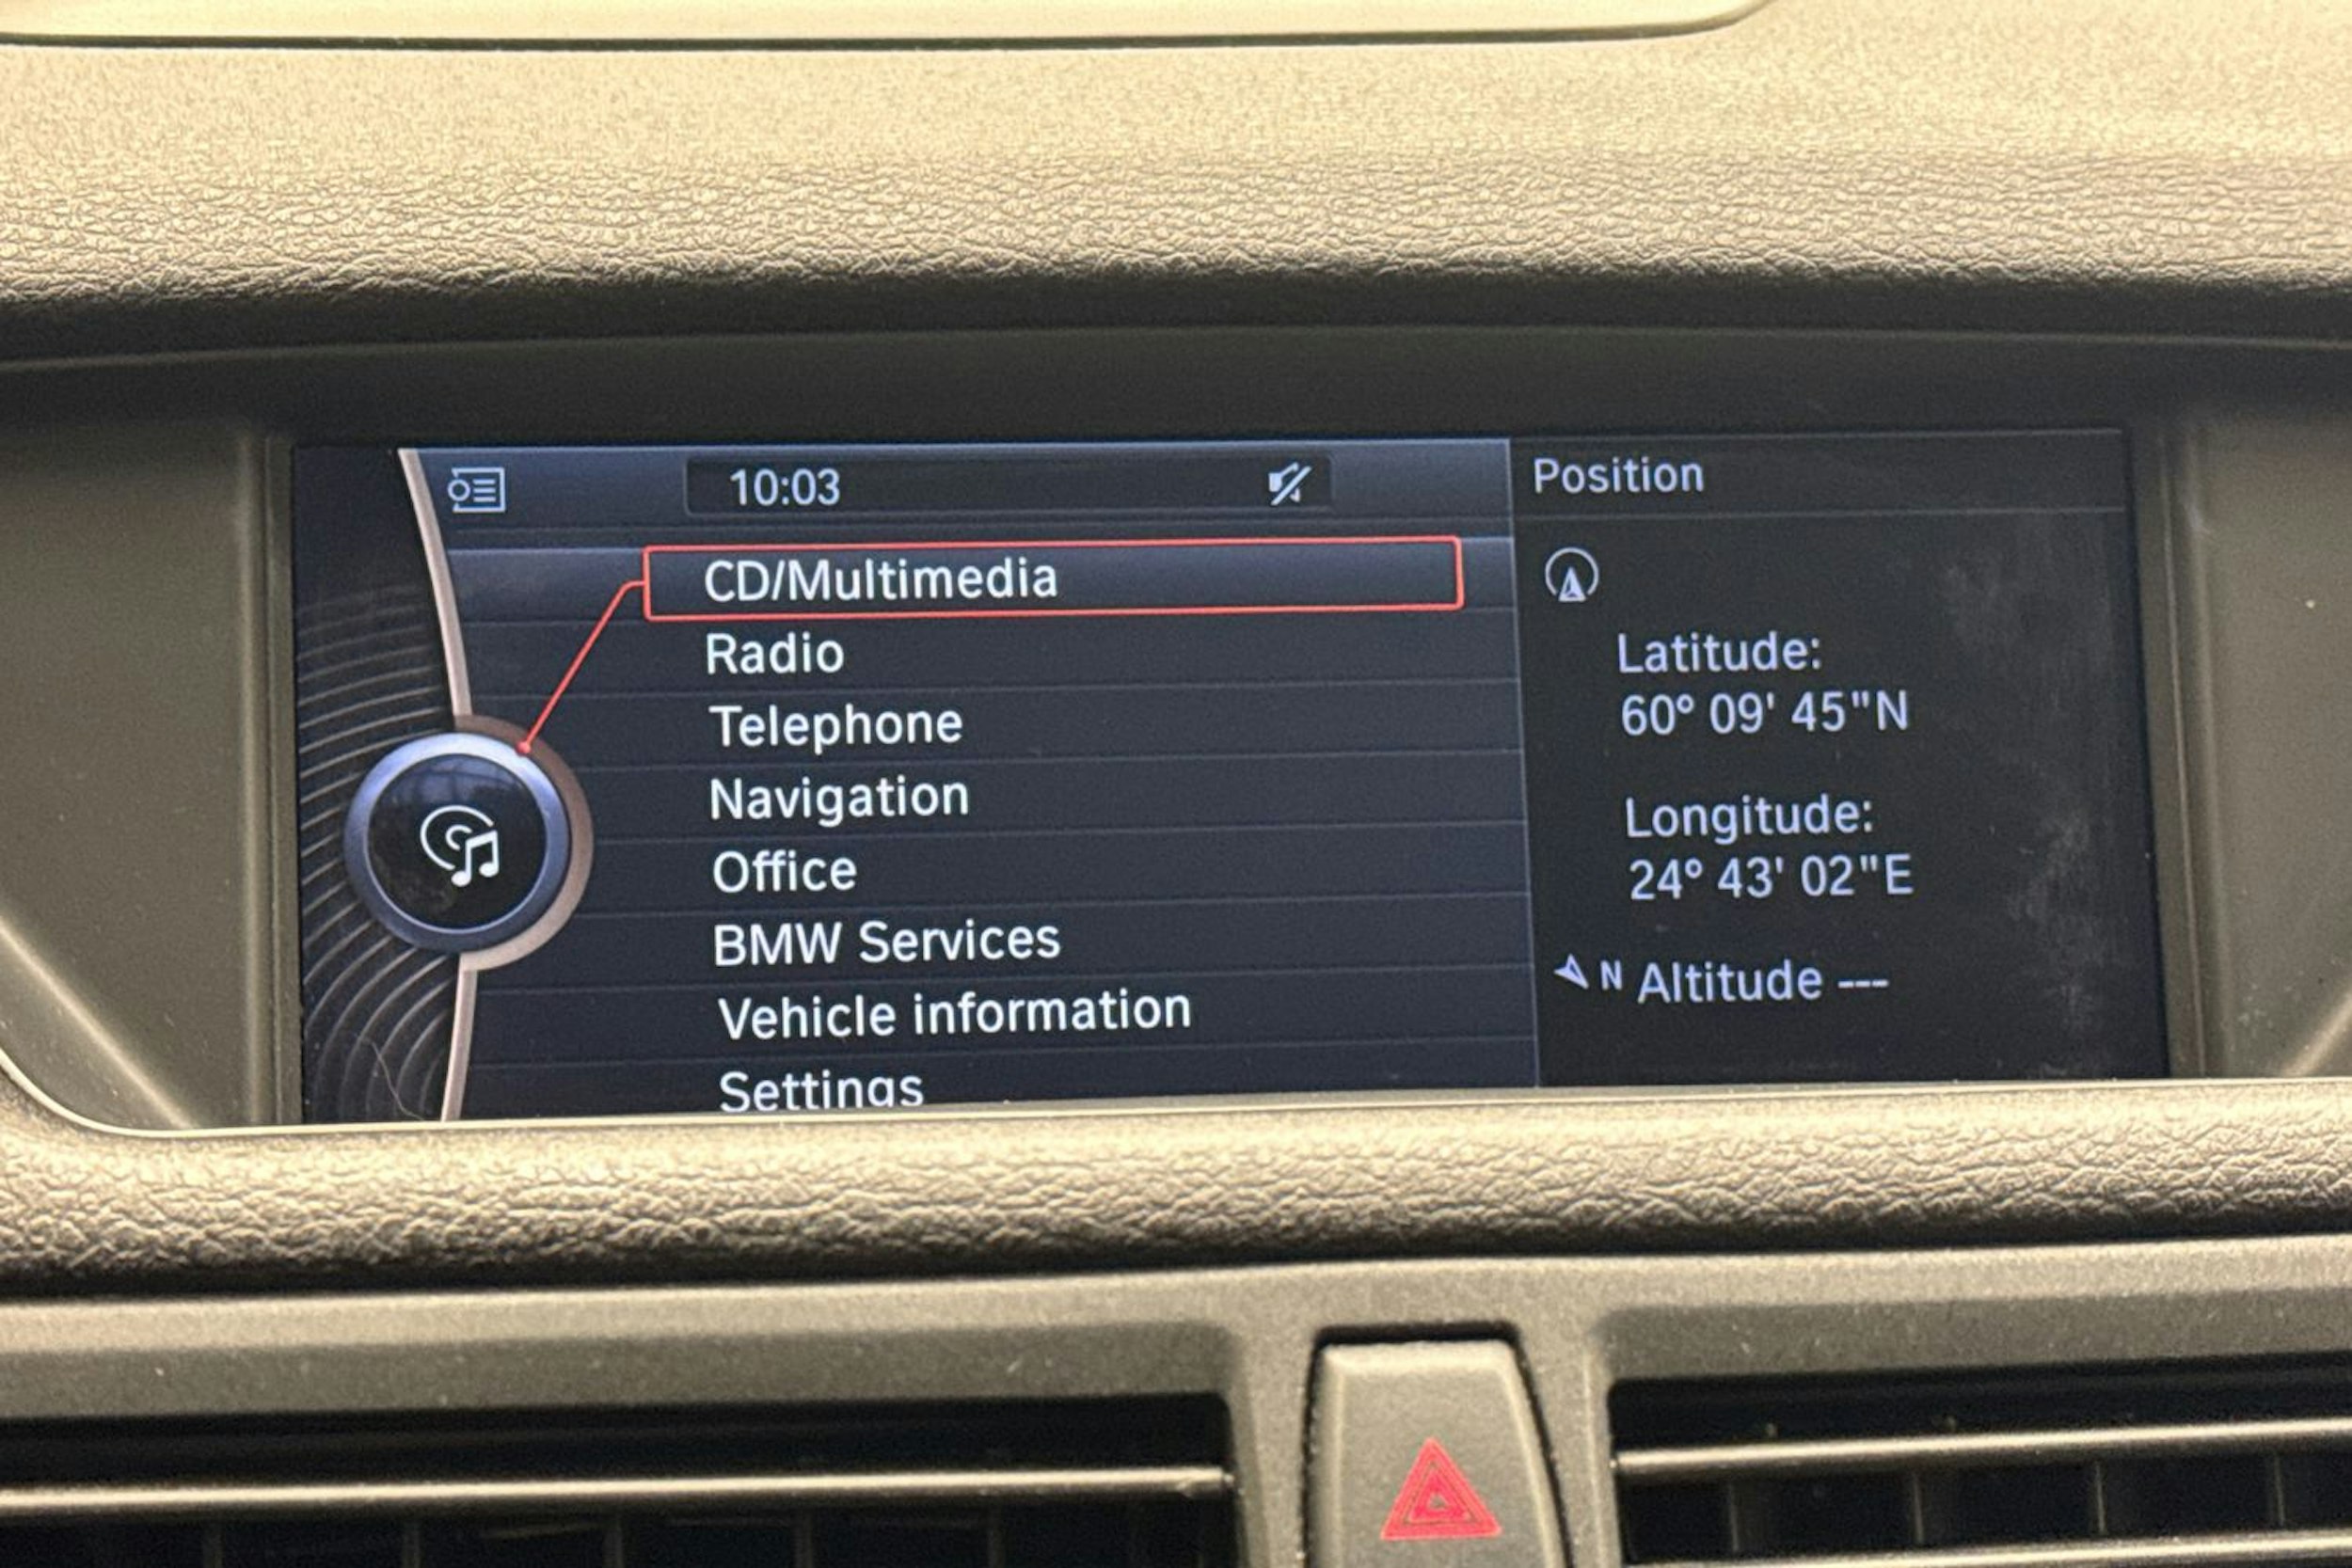 10:03
CD/Multimedia
Radio
Telephone
Navigation
Office
BMW Services
Vehicle information
Settings
Position
Latitude:
60° 09' 45"N
Longitude:
24° 43' 02"E
N Altitude ---